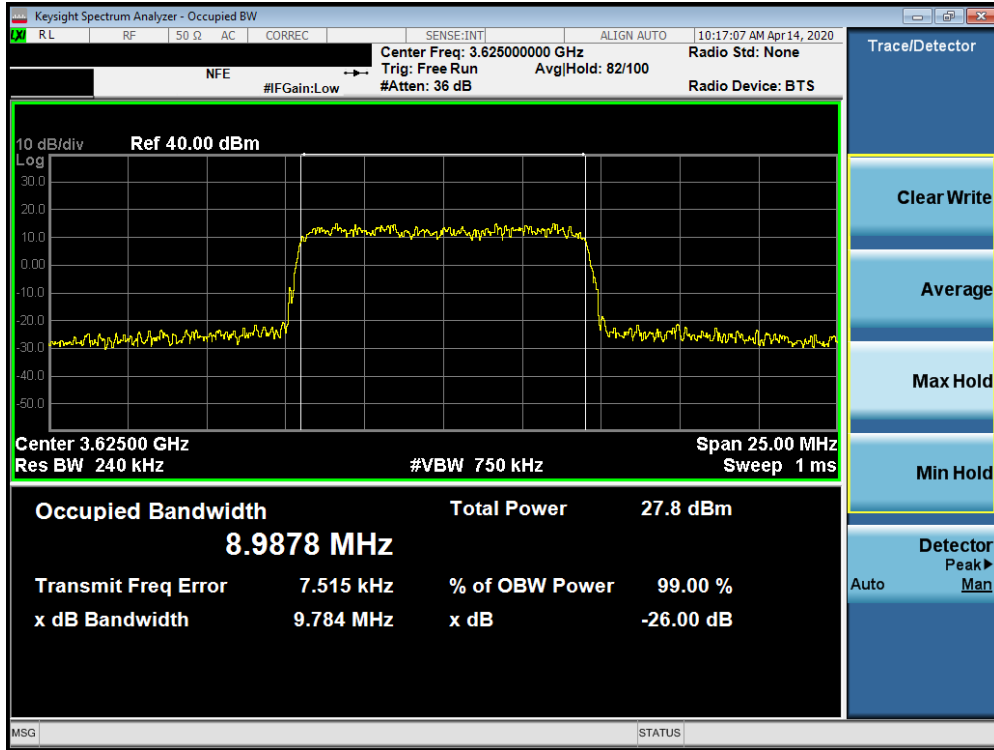 Keysight Spectrum Analyzer - Occupied BW
LXI RL RF 50 Ω AC CORREC SENSE:INT ALIGN AUTO 10:17:07 AM Apr 14, 2020
Center Freq: 3.625000000 GHz Radio Std: None
NFE Trig: Free Run Avg|Hold: 82/100
#IFGain:Low #Atten: 36 dB Radio Device: BTS
Trace/Detector
10 dB/div Ref 40.00 dBm
Log
30.0
20.0
10.0
0.00
-10.0
-20.0
-30.0
-40.0
-50.0
Center 3.62500 GHz Span 25.00 MHz
Res BW 240 kHz #VBW 750 kHz Sweep 1 ms
Occupied Bandwidth Total Power 27.8 dBm
8.9878 MHz
Transmit Freq Error 7.515 kHz % of OBW Power 99.00 %
x dB Bandwidth 9.784 MHz x dB -26.00 dB
Clear Write
Average
Max Hold
Min Hold
Detector
Peak▶
Auto Man
MSG STATUS